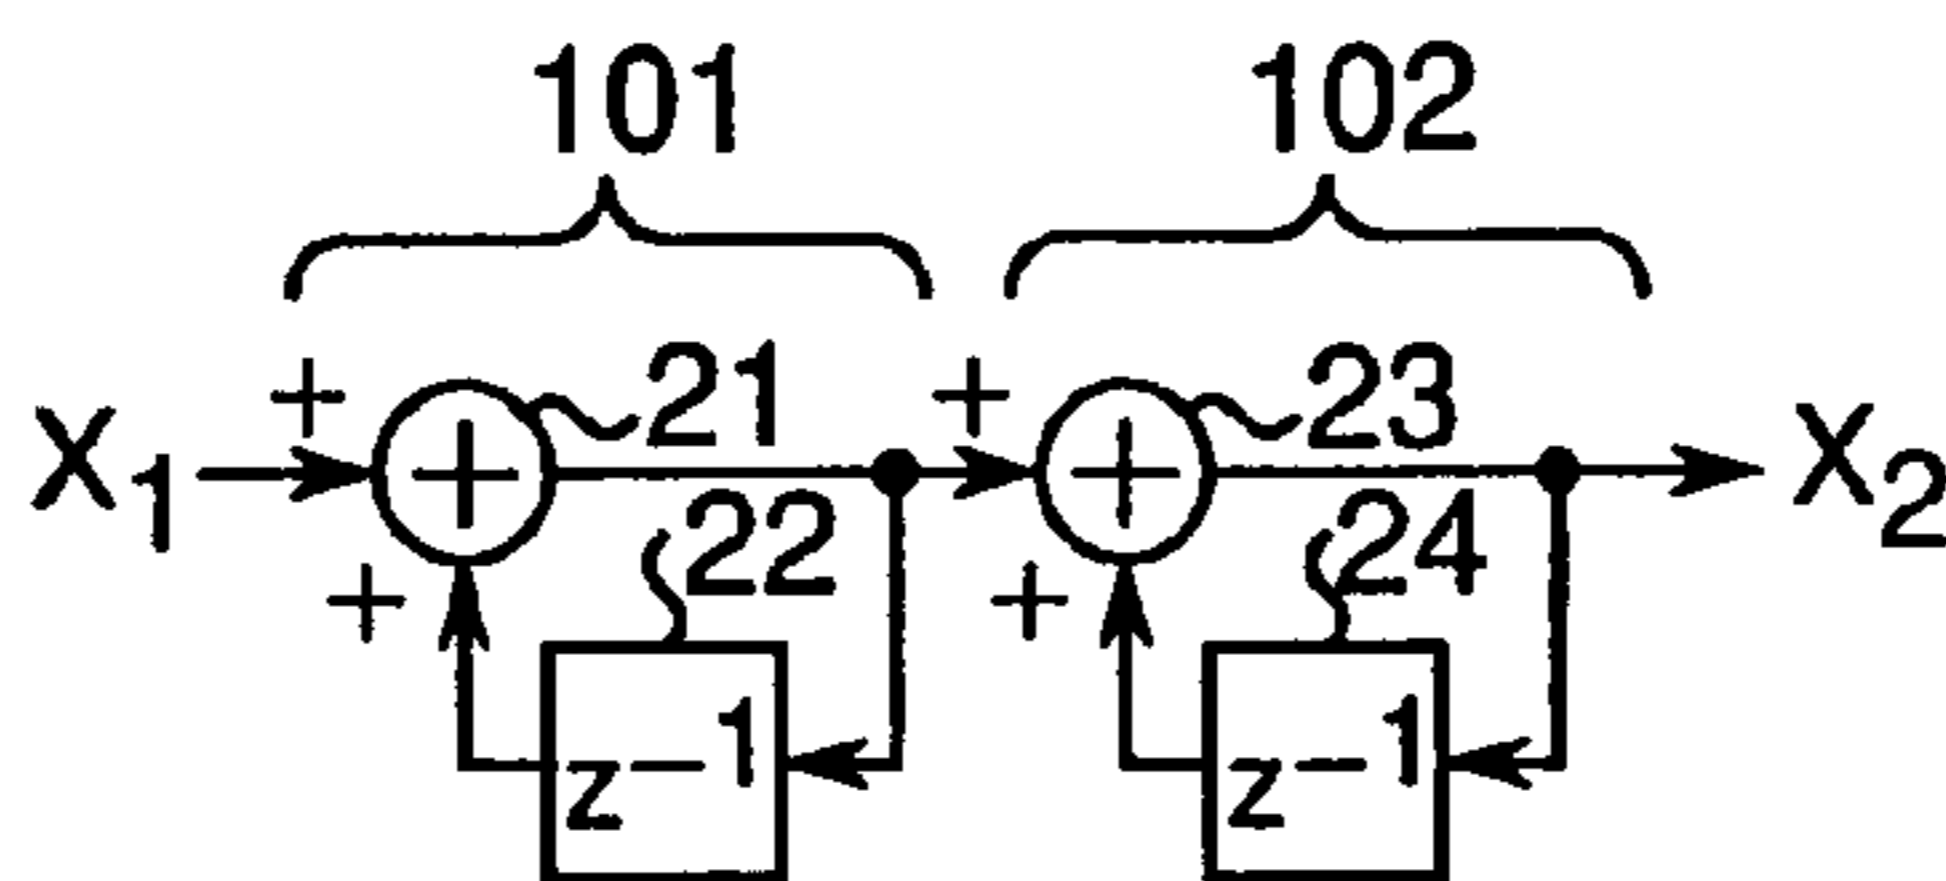 101 102
+ 21 + 23
X₁ + X₂
+ 22 + 24
z⁻¹ z⁻¹